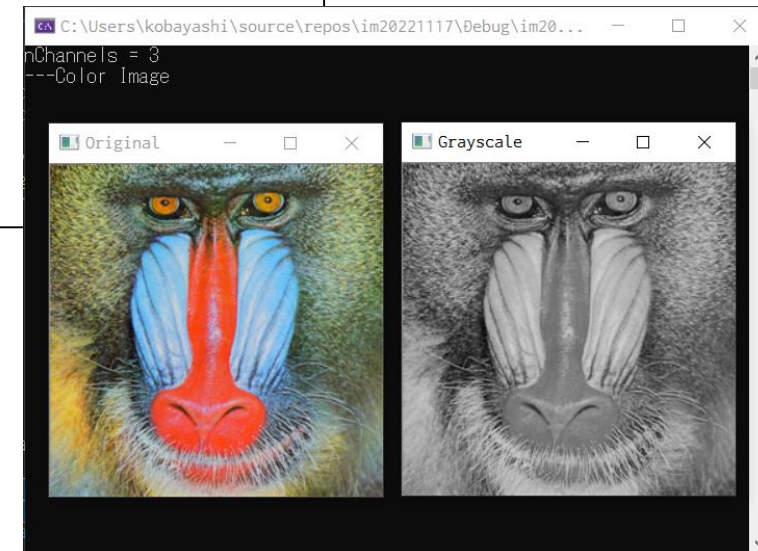 C:\Users\kobayashi\source\repos\im20221117\Debug\im20...
nChannels = 3
---Color Image
Original
Grayscale